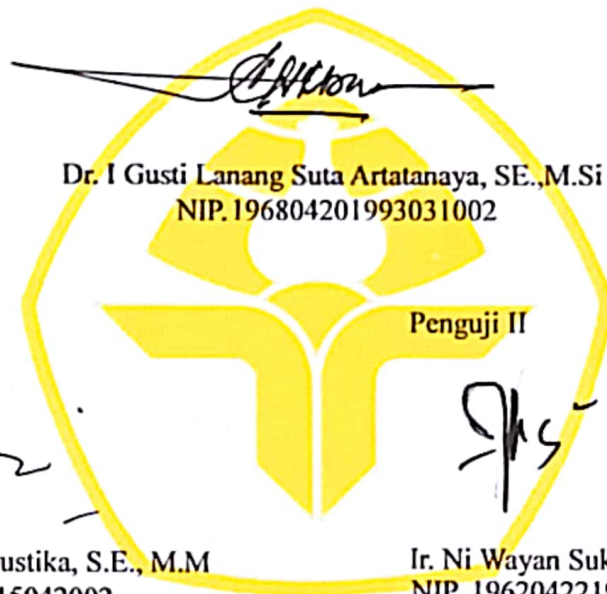 Dr. I Gusti Lanang Suta Artatanaya, SE.,M.Si
NIP. 196804201993031002
Penguji II
ustika, S.E., M.M
Ir. Ni Wayan Suk